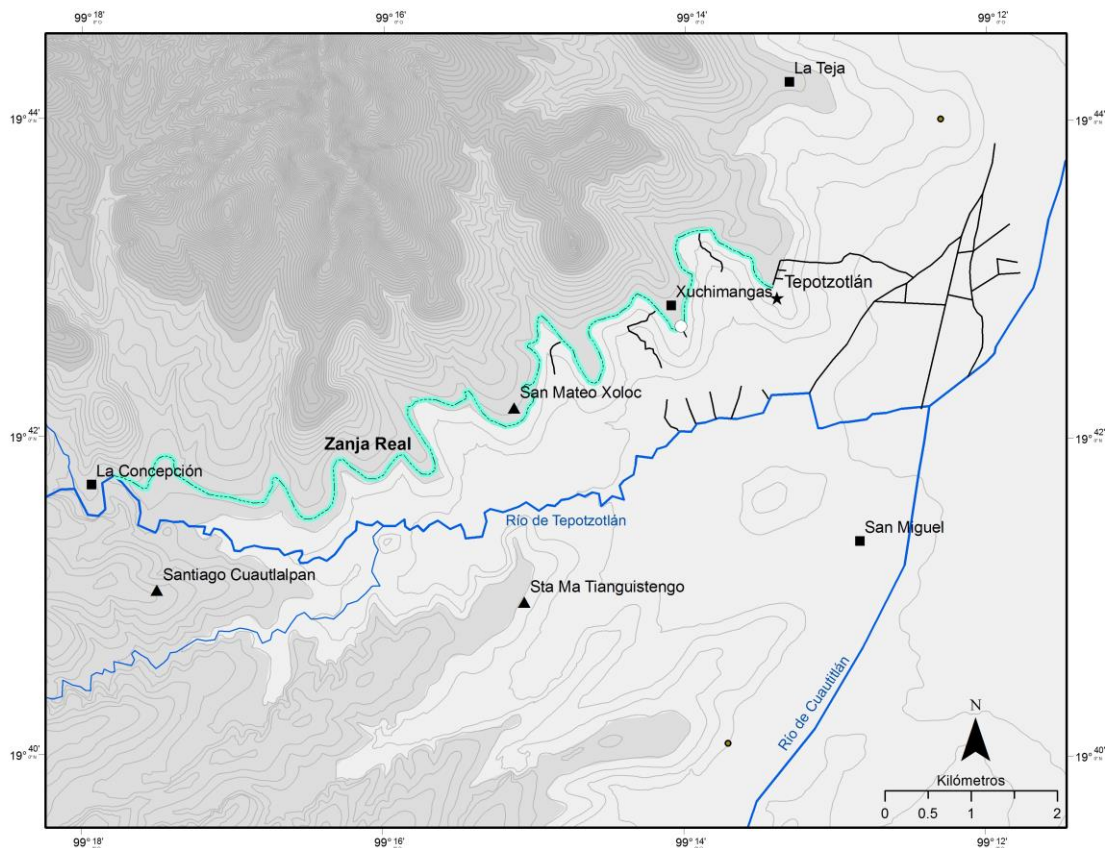 99° 18'
99° 16'
99° 14'
99° 12'
La Teja
19° 44'
19° 44'
Xuchimangas
Tepotzotlán
San Mateo Xoloc
19° 42'
19° 42'
Zanja Real
La Concepción
Río de Tepotzotlán
San Miguel
Santiago Cuautlalpan
Sta Ma Tianguistengo
Río de Cuautitlán
N
19° 40'
19° 40'
Kilómetros
0 0.5 1 2
99° 18'
99° 16'
99° 14'
99° 12'